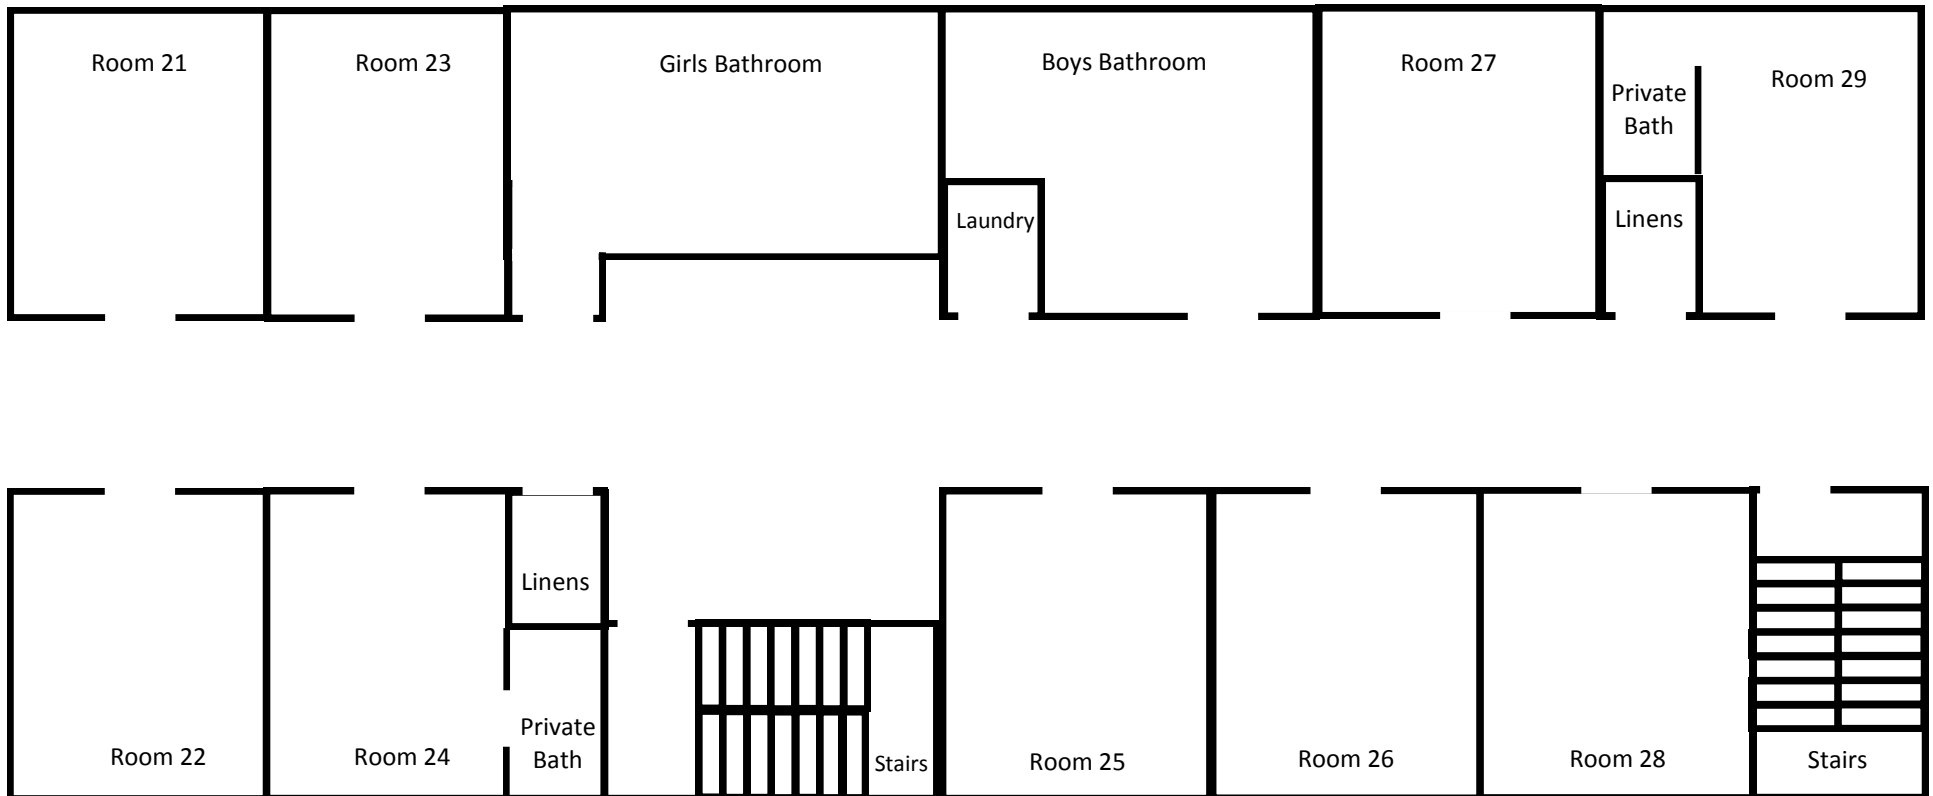 Room 21
Room 23
Girls Bathroom
Boys Bathroom
Room 27
Private
Bath
Room 29
Laundry
Linens
Linens
Room 22
Room 24
Private
Bath
Stairs
Room 25
Room 26
Room 28
Stairs